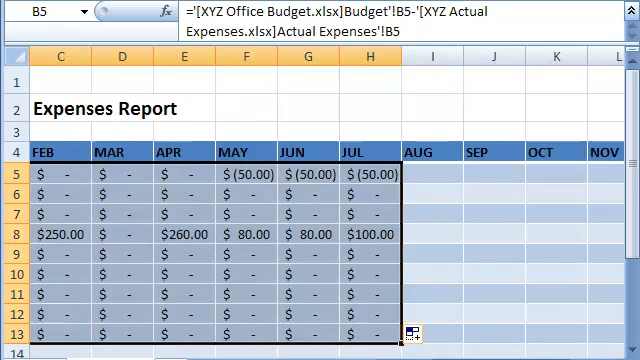 B5 fx ='[XYZ Office Budget.xlsx]Budget'!B5-'[XYZ Actual
Expenses.xlsx]Actual Expenses'!B5
C D E F G H I J K L
1
2 Expenses Report
3
4 FEB MAR APR MAY JUN JUL AUG SEP OCT NOV
5 $ - $ - $ - $ (50.00) $ (50.00) $ (50.00)
6 $ - $ - $ - $ - $ - $ -
7 $ - $ - $ - $ - $ - $ -
8 $250.00 $ - $260.00 $ 80.00 $ 80.00 $100.00
9 $ - $ - $ - $ - $ - $ -
10 $ - $ - $ - $ - $ - $ -
11 $ - $ - $ - $ - $ - $ -
12 $ - $ - $ - $ - $ - $ -
13 $ - $ - $ - $ - $ - $ -
14